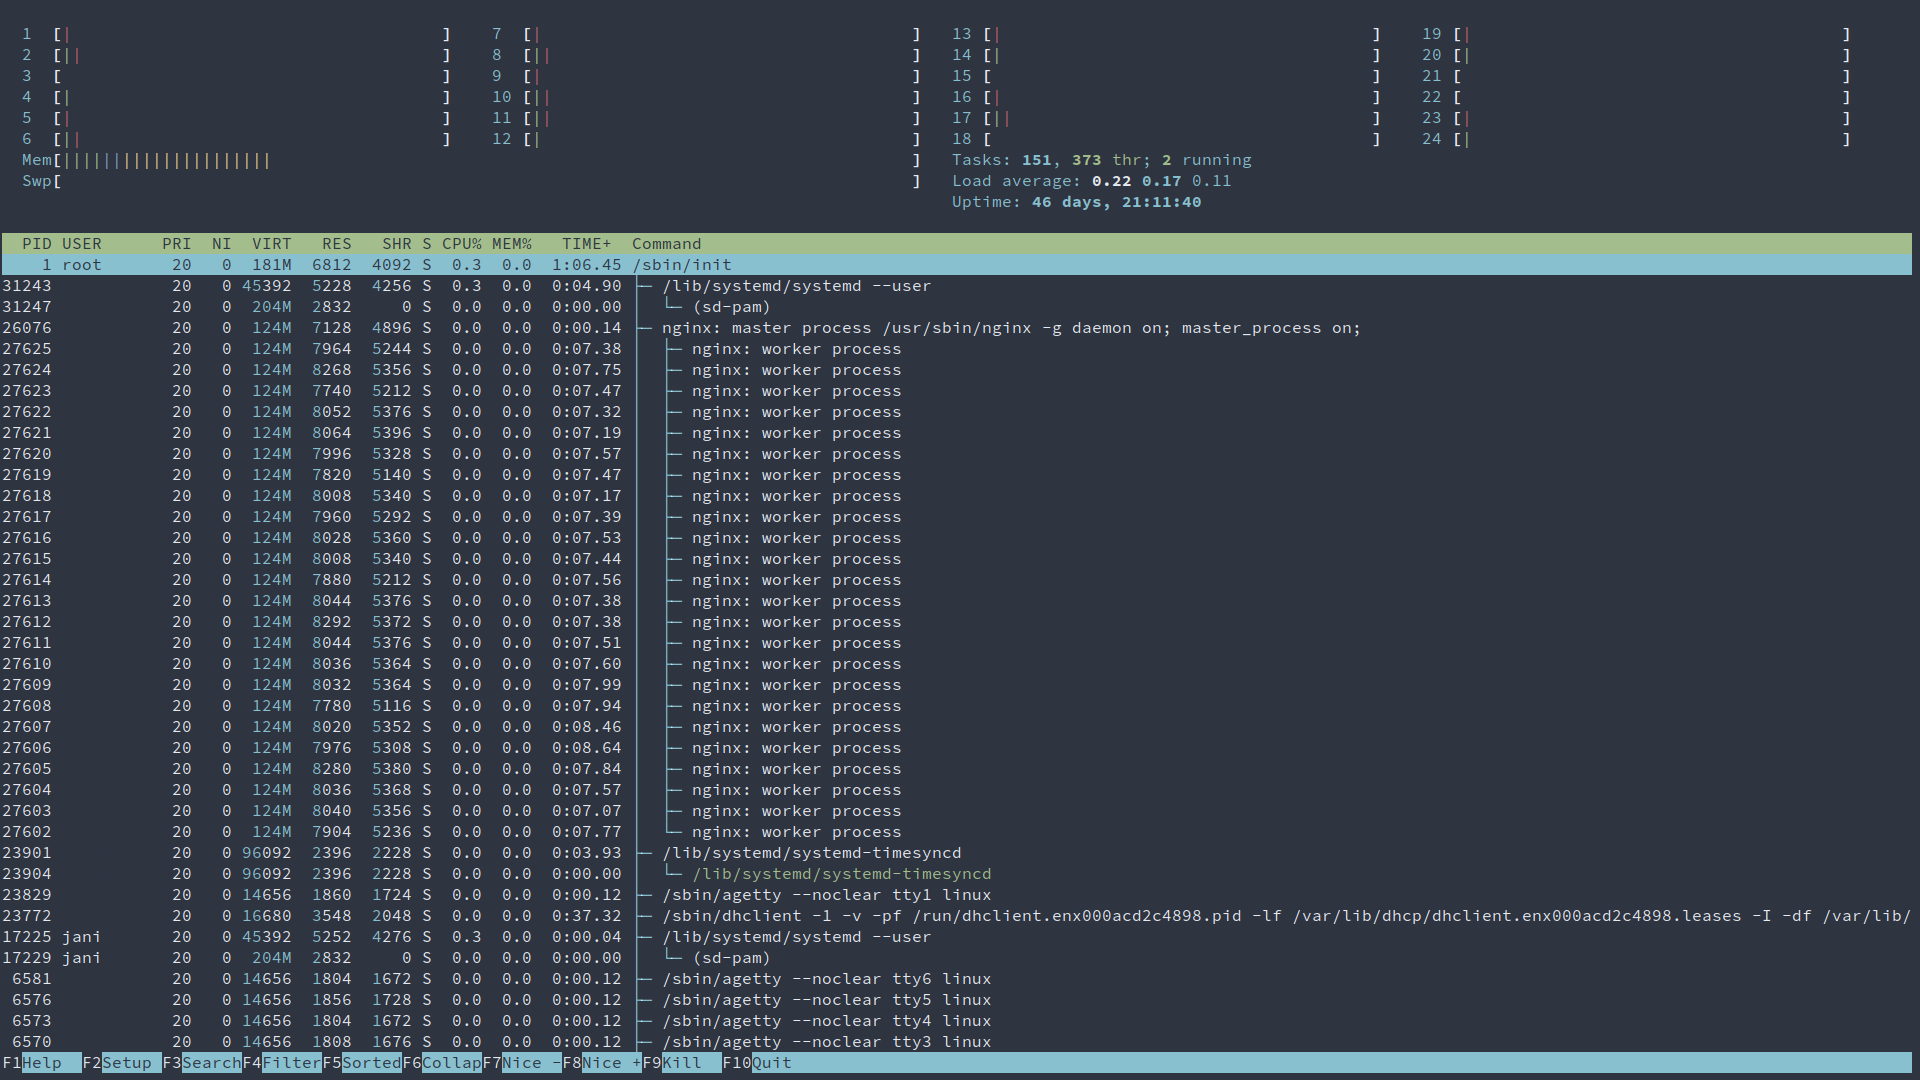 1 [| ] 7 [| ] 13 [| ] 19 [| ]
2 [|| ] 8 [|| ] 14 [| ] 20 [| ]
3 [ ] 9 [| ] 15 [ ] 21 [ ]
4 [| ] 10 [|| ] 16 [| ] 22 [ ]
5 [| ] 11 [|| ] 17 [|| ] 23 [| ]
6 [|| ] 12 [| ] 18 [ ] 24 [| ]
Mem[||||||||||||||||||||| ] Tasks: 151, 373 thr; 2 running
Swp[ ] Load average: 0.22 0.17 0.11
Uptime: 46 days, 21:11:40
PID USER PRI NI VIRT RES SHR S CPU% MEM% TIME+ Command
1 root 20 0 181M 6812 4092 S 0.3 0.0 1:06.45 /sbin/init
31243 20 0 45392 5228 4256 S 0.3 0.0 0:04.90 ├─ /lib/systemd/systemd --user
31247 20 0 204M 2832 0 S 0.0 0.0 0:00.00 │ └─ (sd-pam)
26076 20 0 124M 7128 4896 S 0.0 0.0 0:00.14 ├─ nginx: master process /usr/sbin/nginx -g daemon on; master_process on;
27625 20 0 124M 7964 5244 S 0.0 0.0 0:07.38 │ ├─ nginx: worker process
27624 20 0 124M 8268 5356 S 0.0 0.0 0:07.75 │ ├─ nginx: worker process
27623 20 0 124M 7740 5212 S 0.0 0.0 0:07.47 │ ├─ nginx: worker process
27622 20 0 124M 8052 5376 S 0.0 0.0 0:07.32 │ ├─ nginx: worker process
27621 20 0 124M 8064 5396 S 0.0 0.0 0:07.19 │ ├─ nginx: worker process
27620 20 0 124M 7996 5328 S 0.0 0.0 0:07.57 │ ├─ nginx: worker process
27619 20 0 124M 7820 5140 S 0.0 0.0 0:07.47 │ ├─ nginx: worker process
27618 20 0 124M 8008 5340 S 0.0 0.0 0:07.17 │ ├─ nginx: worker process
27617 20 0 124M 7960 5292 S 0.0 0.0 0:07.39 │ ├─ nginx: worker process
27616 20 0 124M 8028 5360 S 0.0 0.0 0:07.53 │ ├─ nginx: worker process
27615 20 0 124M 8008 5340 S 0.0 0.0 0:07.44 │ ├─ nginx: worker process
27614 20 0 124M 7880 5212 S 0.0 0.0 0:07.56 │ ├─ nginx: worker process
27613 20 0 124M 8044 5376 S 0.0 0.0 0:07.38 │ ├─ nginx: worker process
27612 20 0 124M 8292 5372 S 0.0 0.0 0:07.38 │ ├─ nginx: worker process
27611 20 0 124M 8044 5376 S 0.0 0.0 0:07.51 │ ├─ nginx: worker process
27610 20 0 124M 8036 5364 S 0.0 0.0 0:07.60 │ ├─ nginx: worker process
27609 20 0 124M 8032 5364 S 0.0 0.0 0:07.99 │ ├─ nginx: worker process
27608 20 0 124M 7780 5116 S 0.0 0.0 0:07.94 │ ├─ nginx: worker process
27607 20 0 124M 8020 5352 S 0.0 0.0 0:08.46 │ ├─ nginx: worker process
27606 20 0 124M 7976 5308 S 0.0 0.0 0:08.64 │ ├─ nginx: worker process
27605 20 0 124M 8280 5380 S 0.0 0.0 0:07.84 │ ├─ nginx: worker process
27604 20 0 124M 8036 5368 S 0.0 0.0 0:07.57 │ ├─ nginx: worker process
27603 20 0 124M 8040 5356 S 0.0 0.0 0:07.07 │ ├─ nginx: worker process
27602 20 0 124M 7904 5236 S 0.0 0.0 0:07.77 │ └─ nginx: worker process
23901 20 0 96092 2396 2228 S 0.0 0.0 0:03.93 ├─ /lib/systemd/systemd-timesyncd
23904 20 0 96092 2396 2228 S 0.0 0.0 0:00.00 │ └─ /lib/systemd/systemd-timesyncd
23829 20 0 14656 1860 1724 S 0.0 0.0 0:00.12 ├─ /sbin/agetty --noclear tty1 linux
23772 20 0 16680 3548 2048 S 0.0 0.0 0:37.32 ├─ /sbin/dhclient -1 -v -pf /run/dhclient.enx000acd2c4898.pid -lf /var/lib/dhcp/dhclient.enx000acd2c4898.leases -I -df /var/lib/
17225 jani 20 0 45392 5252 4276 S 0.3 0.0 0:00.04 ├─ /lib/systemd/systemd --user
17229 jani 20 0 204M 2832 0 S 0.0 0.0 0:00.00 │ └─ (sd-pam)
6581 20 0 14656 1804 1672 S 0.0 0.0 0:00.12 ├─ /sbin/agetty --noclear tty6 linux
6576 20 0 14656 1856 1728 S 0.0 0.0 0:00.12 ├─ /sbin/agetty --noclear tty5 linux
6573 20 0 14656 1804 1672 S 0.0 0.0 0:00.12 ├─ /sbin/agetty --noclear tty4 linux
6570 20 0 14656 1808 1676 S 0.0 0.0 0:00.12 ├─ /sbin/agetty --noclear tty3 linux
F1Help F2Setup F3SearchF4FilterF5SortedF6CollapF7Nice -F8Nice +F9Kill F10Quit